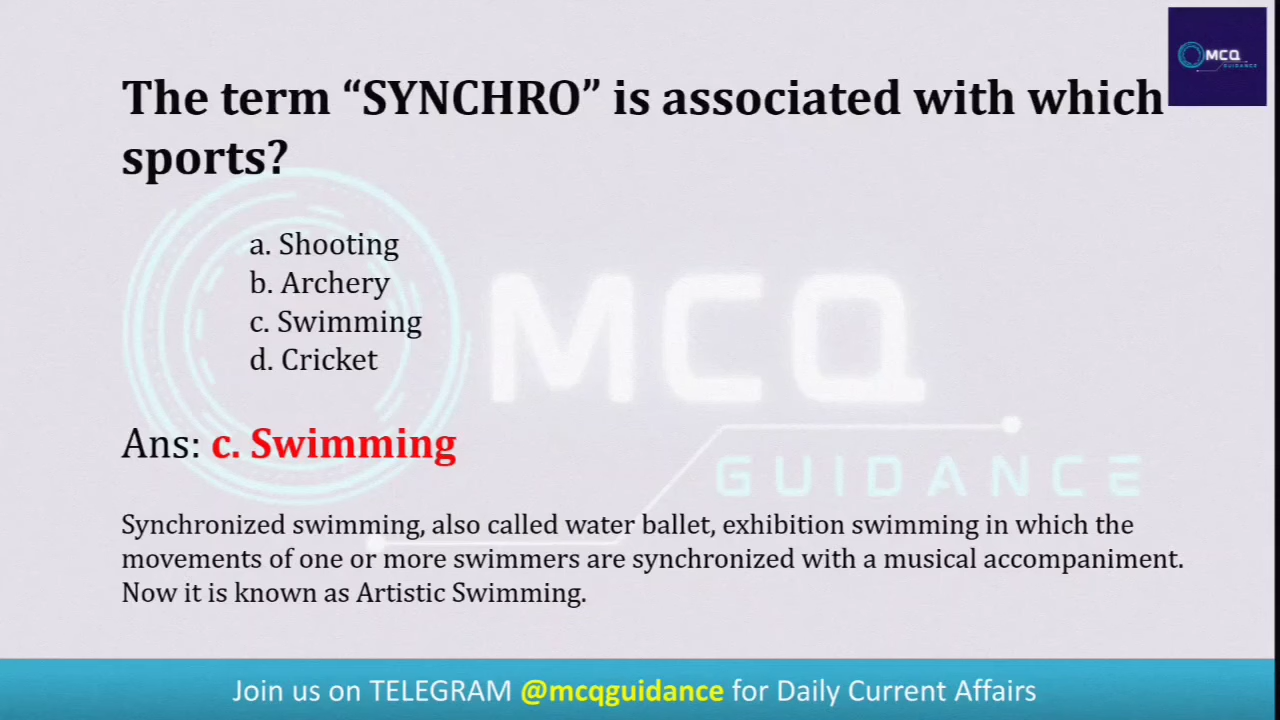 MCQ
GUIDANCE
The term “SYNCHRO” is associated with which
sports?
a. Shooting
b. Archery
c. Swimming
d. Cricket
MCQ
GUIDANCE
Ans: c. Swimming
Synchronized swimming, also called water ballet, exhibition swimming in which the
movements of one or more swimmers are synchronized with a musical accompaniment.
Now it is known as Artistic Swimming.
Join us on TELEGRAM @mcqguidance for Daily Current Affairs